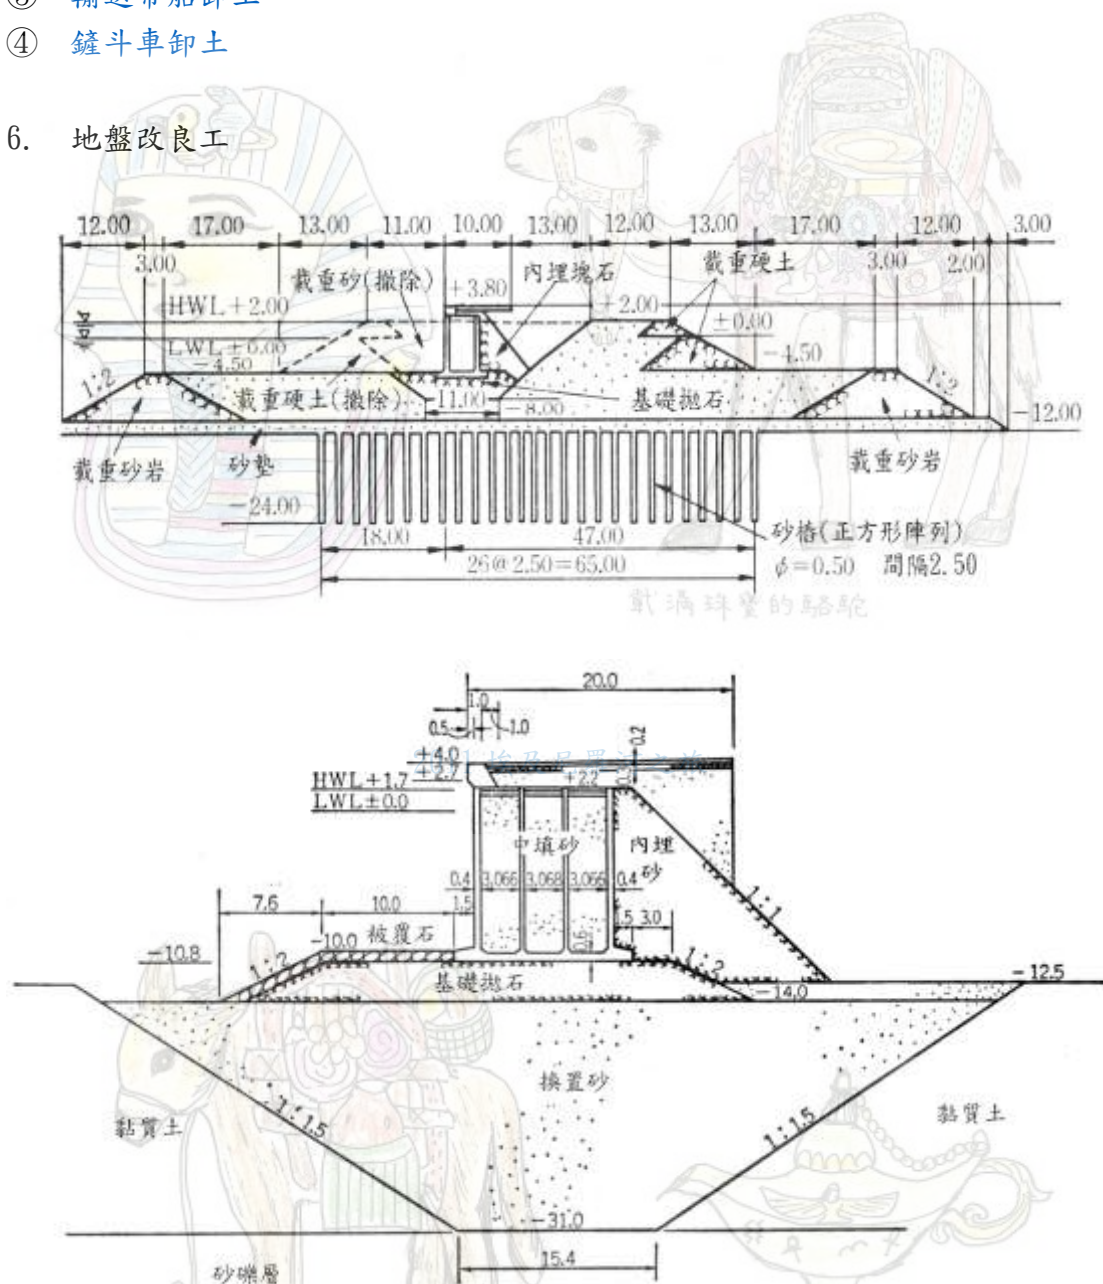 ④ 鏟斗車卸土
6. 地盤改良工
12.00 17.00 13.00 11.00 10.00 13.00 12.00 13.00 17.00 12.00 3.00
3.00 載重砂(撤除) 內埋塊石 載重硬土 3.00 2.00
+3.80
HWL+2.00 +2.00 ±0.00
LWL±0.00
-4.50 -4.50
1:2 載重硬土(撤除) 11.00 -8.00 基礎拋石 1:2 -12.00
載重砂岩 砂墊 載重砂岩
-24.00
18.00 47.00 砂樁(正方形陣列)
26@2.50=65.00 φ=0.50 間隔2.50
20.0
1.0
0.5 1.0 0.2
+4.0
HWL+1.7 +2.7 +2.2
LWL±0.0
中填砂 內埋砂
0.4 3.066 3.068 3.066 0.4
7.6 10.0 1.5 1.5 3.0 1:1
-10.8 1:2 -10.0 被覆石 0.6 1:2
基礎拋石 -14.0 -12.5
換置砂
黏質土 1:1.5 1:1.5 黏質土
-31.0
15.4
砂礫層